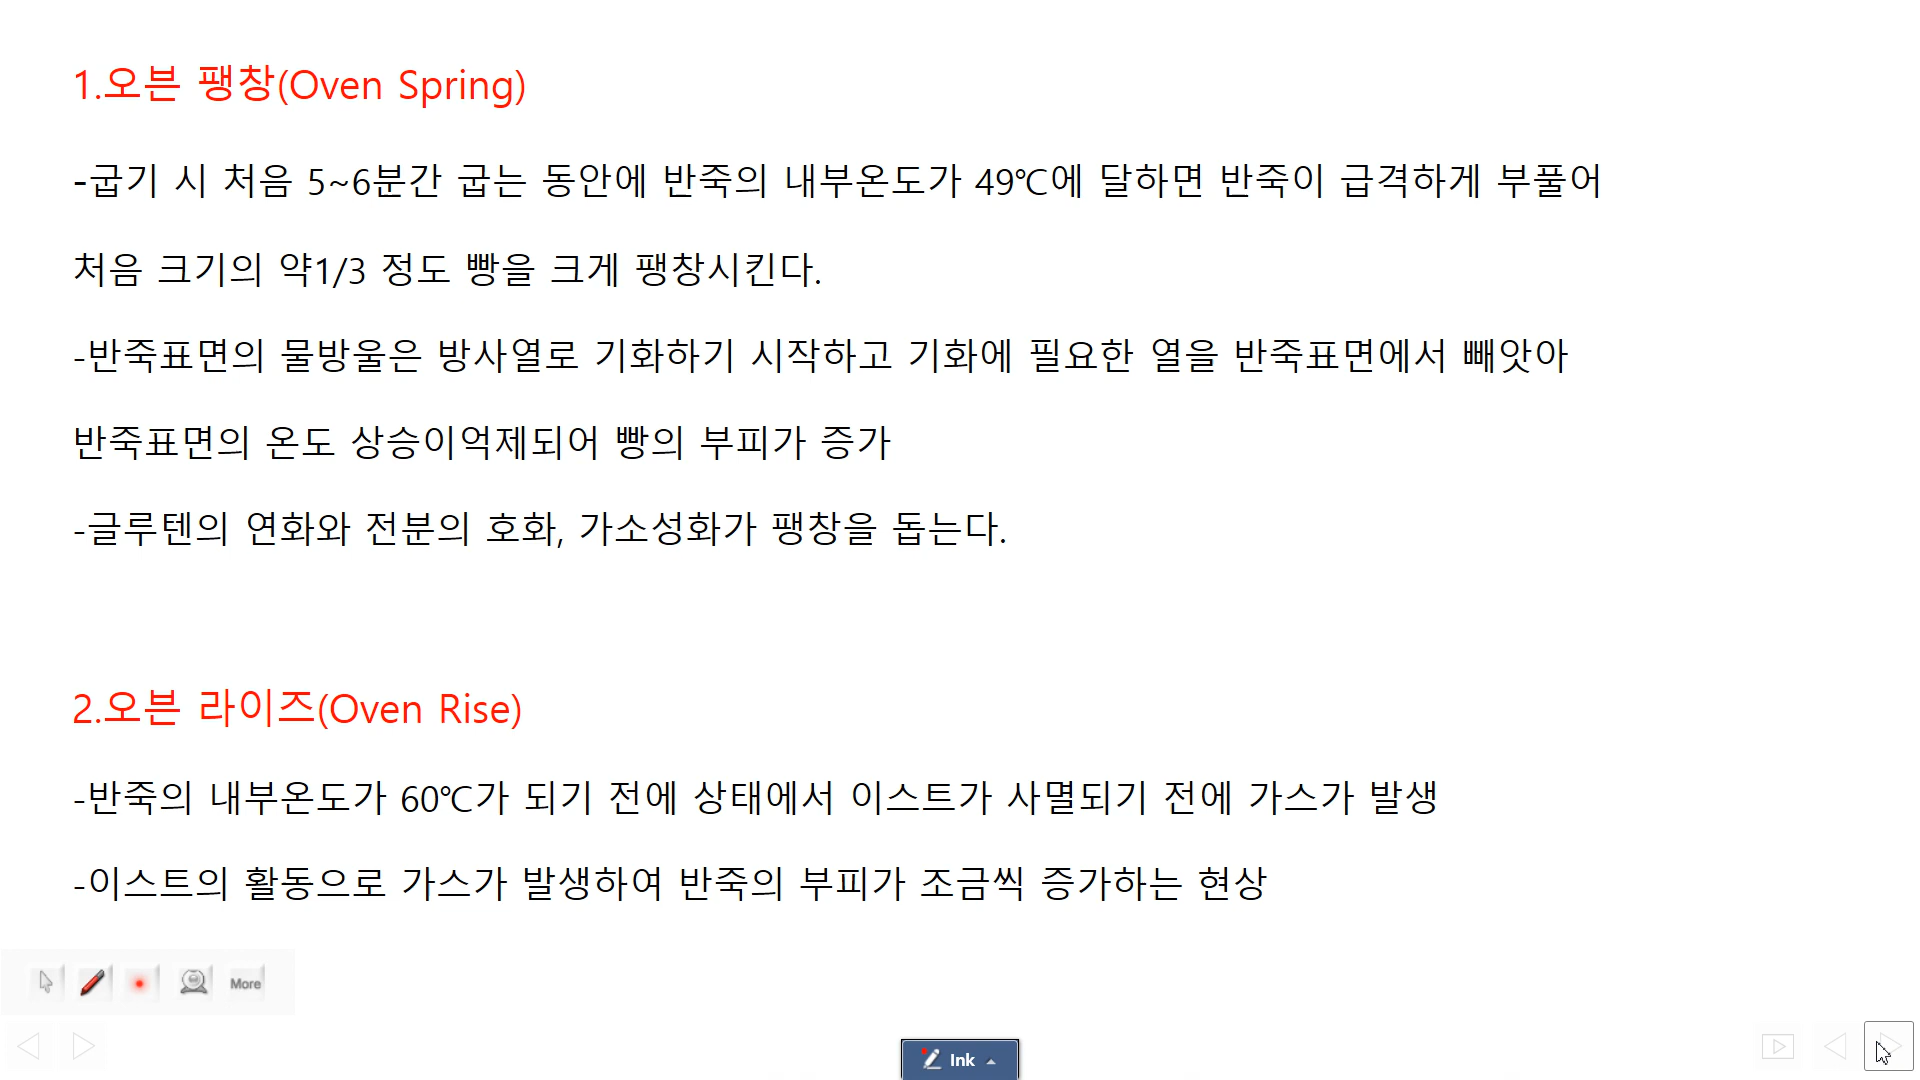 1.오븐 팽창(Oven Spring)
-굽기 시 처음 5~6분간 굽는 동안에 반죽의 내부온도가 49℃에 달하면 반죽이 급격하게 부풀어
처음 크기의 약1/3 정도 빵을 크게 팽창시킨다.
-반죽표면의 물방울은 방사열로 기화하기 시작하고 기화에 필요한 열을 반죽표면에서 빼앗아
반죽표면의 온도 상승이억제되어 빵의 부피가 증가
-글루텐의 연화와 전분의 호화, 가소성화가 팽창을 돕는다.
2.오븐 라이즈(Oven Rise)
-반죽의 내부온도가 60℃가 되기 전에 상태에서 이스트가 사멸되기 전에 가스가 발생
-이스트의 활동으로 가스가 발생하여 반죽의 부피가 조금씩 증가하는 현상
More
Ink